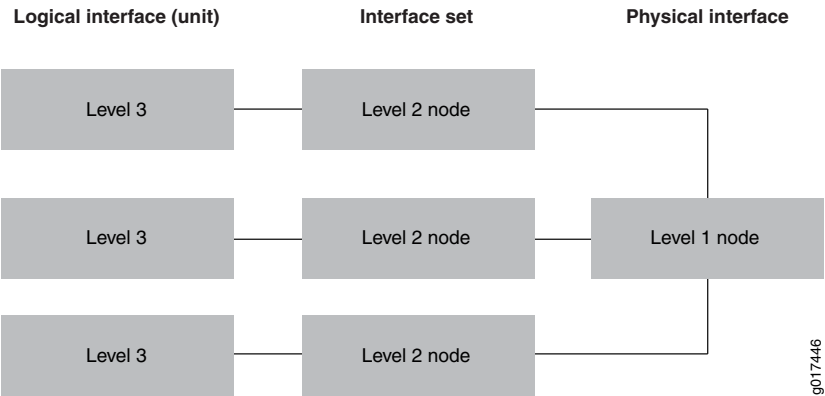 Logical interface (unit) Interface set Physical interface
Level 3 Level 2 node
Level 3 Level 2 node Level 1 node
Level 3 Level 2 node
g017446